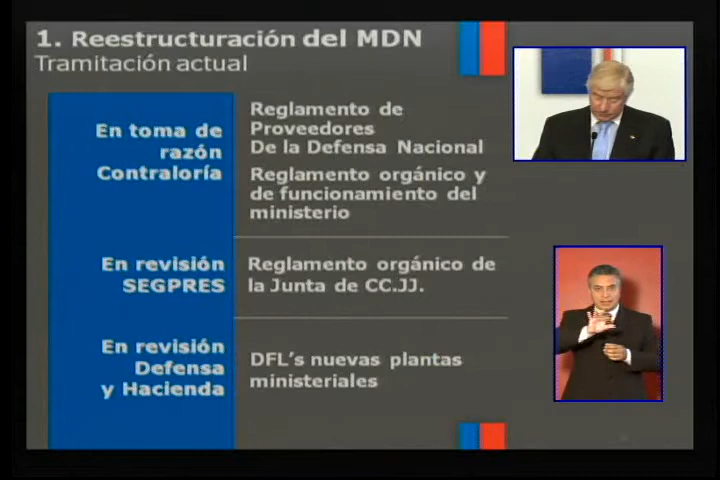 1. Reestructuración del MDN
Tramitación actual
En toma de
razón
Contraloría
Reglamento de
Proveedores
De la Defensa Nacional
Reglamento orgánico y
de funcionamiento del
ministerio
En revisión
SEGPRES
Reglamento orgánico de
la Junta de CC.JJ.
En revisión
Defensa
y Hacienda
DFL's nuevas plantas
ministeriales